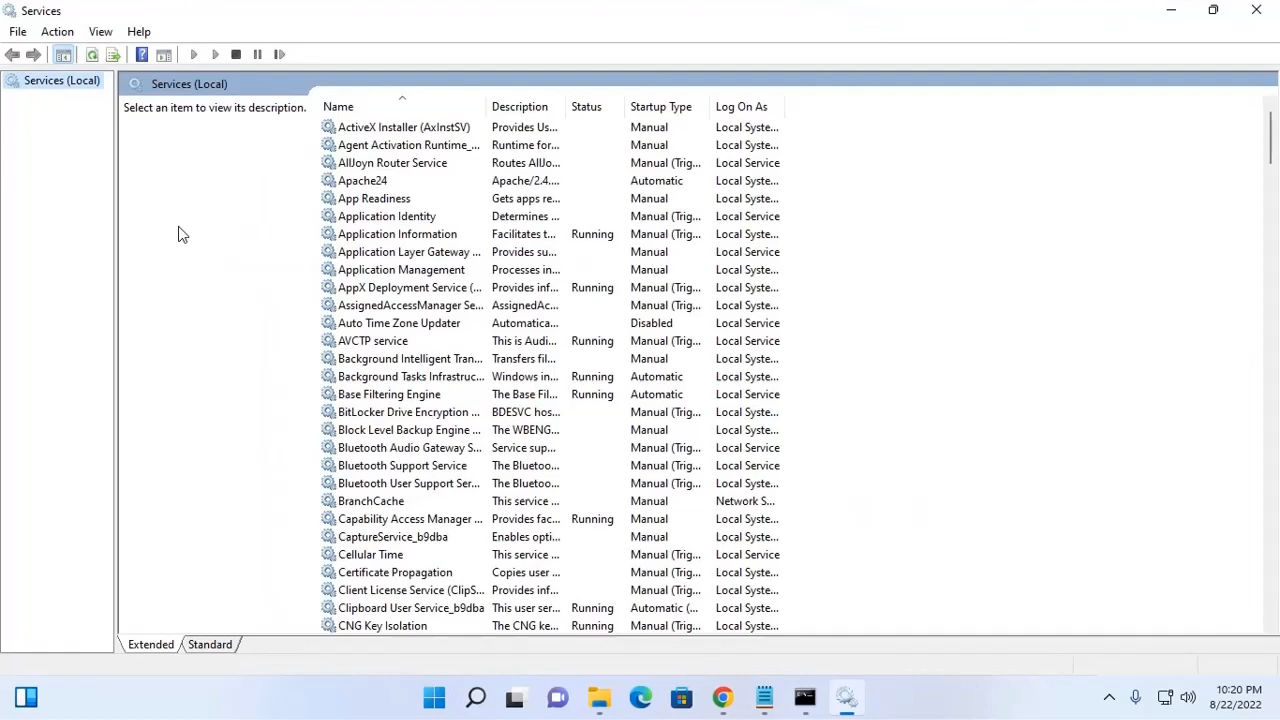 Services
File Action View Help
Services (Local)
Services (Local)
Select an item to view its description.
Name Description Status Startup Type Log On As
ActiveX Installer (AxInstSV) Provides Us... Manual Local Syste...
Agent Activation Runtime_... Runtime for... Manual Local Syste...
AllJoyn Router Service Routes AllJo... Manual (Trig... Local Service
Apache24 Apache/2.4.... Automatic Local Syste...
App Readiness Gets apps re... Manual Local Syste...
Application Identity Determines ... Manual (Trig... Local Service
Application Information Facilitates t... Running Manual (Trig... Local Syste...
Application Layer Gateway ... Provides su... Manual Local Service
Application Management Processes in... Manual Local Syste...
AppX Deployment Service (... Provides inf... Running Manual (Trig... Local Syste...
AssignedAccessManager Se... AssignedAc... Manual (Trig... Local Syste...
Auto Time Zone Updater Automatica... Disabled Local Service
AVCTP service This is Audi... Running Manual (Trig... Local Service
Background Intelligent Tran... Transfers fil... Manual Local Syste...
Background Tasks Infrastruc... Windows in... Running Automatic Local Syste...
Base Filtering Engine The Base Fil... Running Automatic Local Service
BitLocker Drive Encryption ... BDESVC hos... Manual (Trig... Local Syste...
Block Level Backup Engine ... The WBENG... Manual Local Syste...
Bluetooth Audio Gateway S... Service sup... Manual (Trig... Local Service
Bluetooth Support Service The Bluetoo... Manual (Trig... Local Service
Bluetooth User Support Ser... The Bluetoo... Manual (Trig... Local Syste...
BranchCache This service ... Manual Network S...
Capability Access Manager ... Provides fac... Running Manual Local Syste...
CaptureService_b9dba Enables opti... Manual Local Syste...
Cellular Time This service ... Manual (Trig... Local Service
Certificate Propagation Copies user ... Manual (Trig... Local Syste...
Client License Service (ClipS... Provides inf... Manual (Trig... Local Syste...
Clipboard User Service_b9dba This user ser... Running Automatic (... Local Syste...
CNG Key Isolation The CNG ke... Running Manual (Trig... Local Syste...
Extended Standard
10:20 PM
8/22/2022